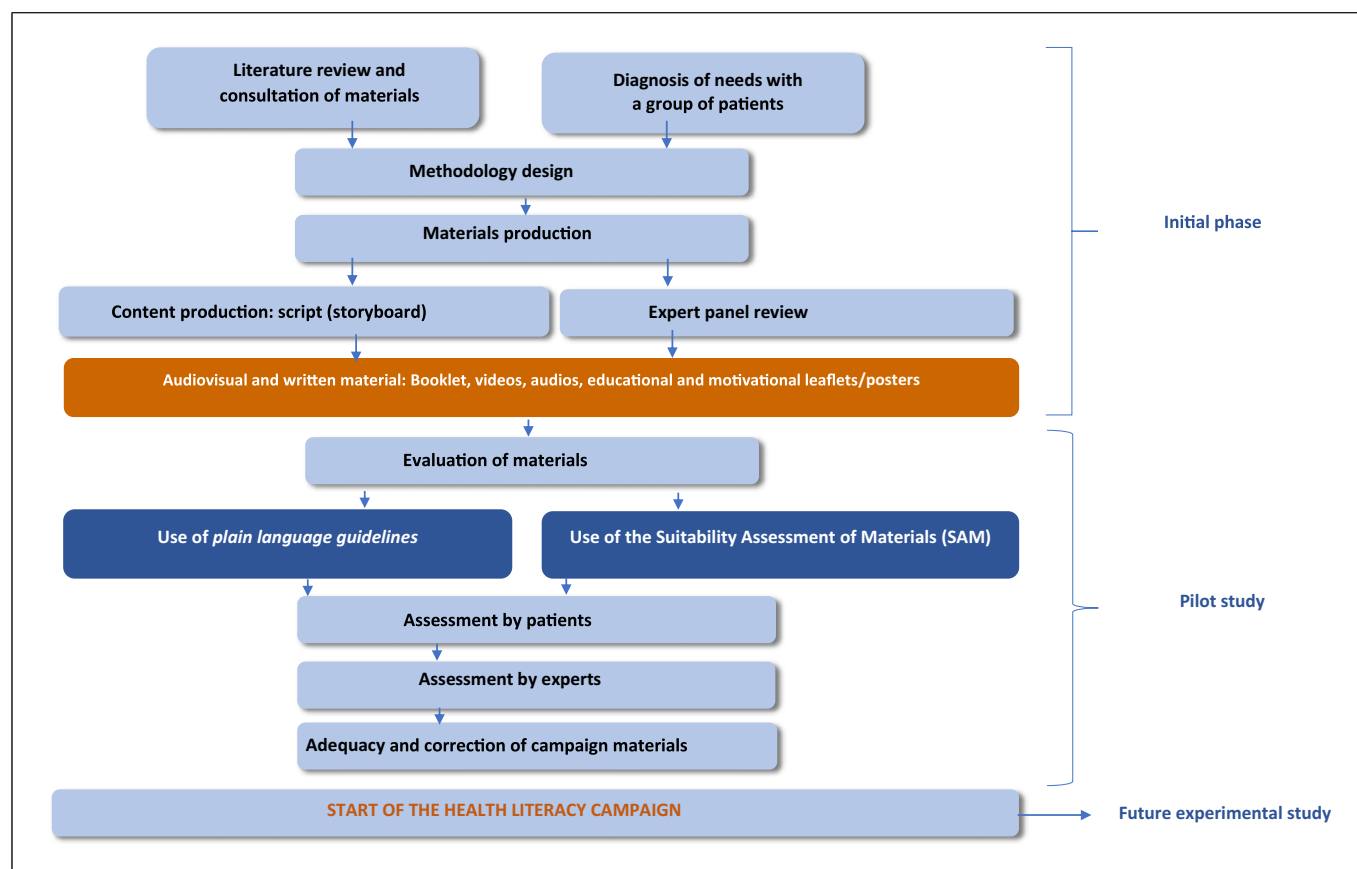 Literature review and
consultation of materials
Diagnosis of needs with
a group of patients
Methodology design
Materials production
Initial phase
Content production: script (storyboard)
Expert panel review
Audiovisual and written material: Booklet, videos, audios, educational and motivational leaflets/posters
Evaluation of materials
Use of plain language guidelines
Use of the Suitability Assessment of Materials (SAM)
Assessment by patients
Pilot study
Assessment by experts
Adequacy and correction of campaign materials
START OF THE HEALTH LITERACY CAMPAIGN
Future experimental study